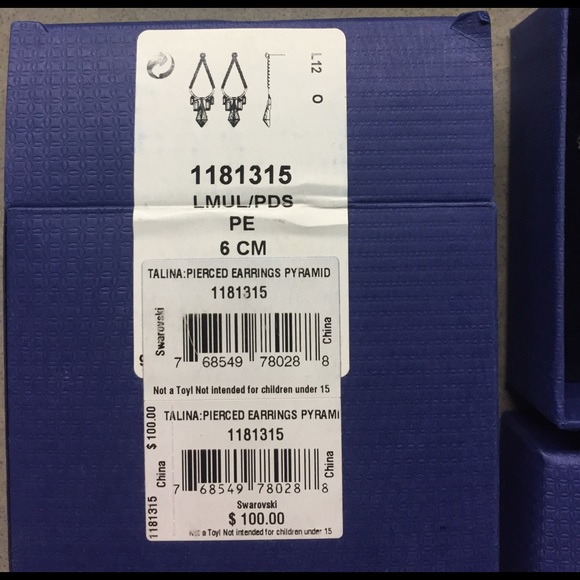 L12
O
1181315
LMUL/PDS
PE
6 CM
TALINA:PIERCED EARRINGS PYRAMID
1181315
Swarovski
China
7 68549 78028 8
Not a Toy! Not intended for children under 15
TALINA:PIERCED EARRINGS PYRAMI
1181315
7 68549 78028 8
China
Swarovski
$ 100.00
Not a Toy! Not intended for children under 15
$ 100.00
China
1181315